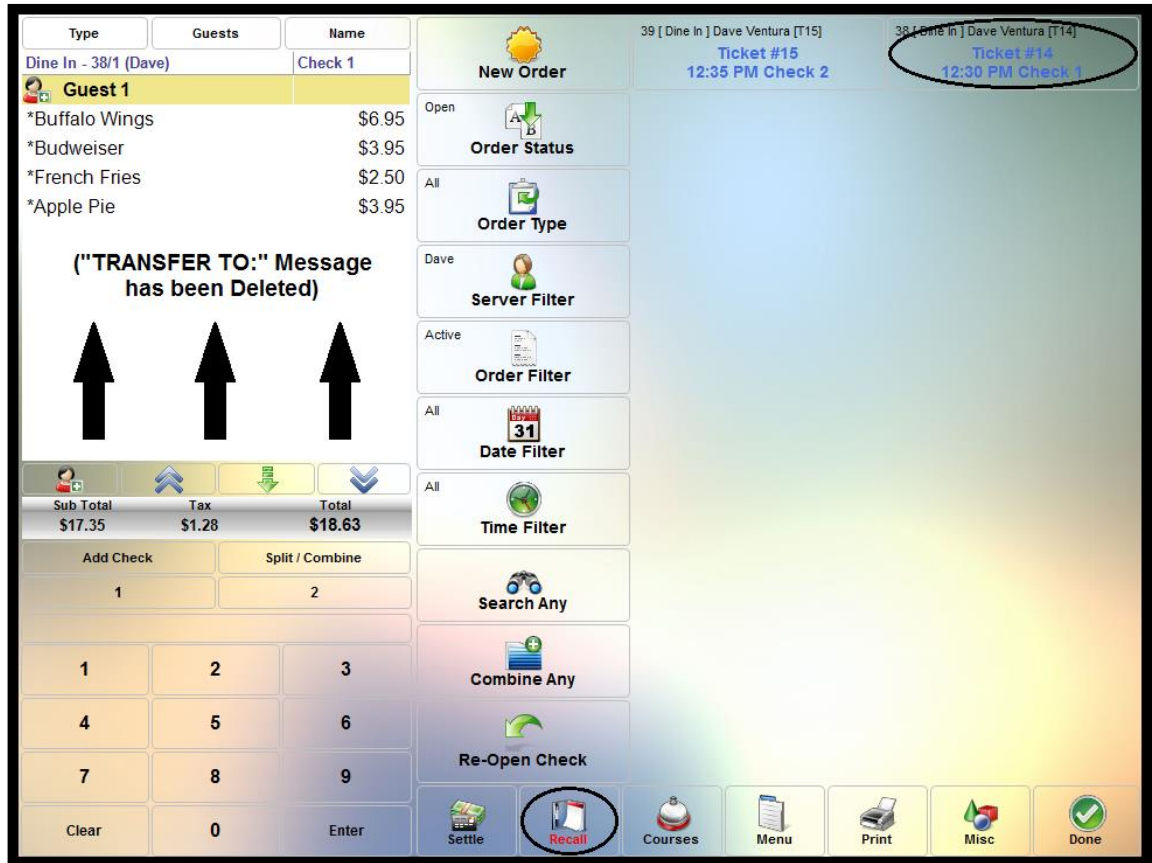 Type Guests Name
Dine In - 38/1 (Dave) Check 1
Guest 1
*Buffalo Wings $6.95
*Budweiser $3.95
*French Fries $2.50
*Apple Pie $3.95
("TRANSFER TO:" Message
has been Deleted)
Sub Total Tax Total
$17.35 $1.28 $18.63
Add Check Split / Combine
1 2
1 2 3
4 5 6
7 8 9
Clear 0 Enter
New Order
Open
A
B
Order Status
All
Order Type
Dave
Server Filter
Active
Order Filter
All
31
Date Filter
All
Time Filter
Search Any
Combine Any
Re-Open Check
39 [ Dine In ] Dave Ventura [T15]
Ticket #15
12:35 PM Check 2
38 [ Dine In ] Dave Ventura [T14]
Ticket #14
12:30 PM Check 1
Settle Recall Courses Menu Print Misc Done